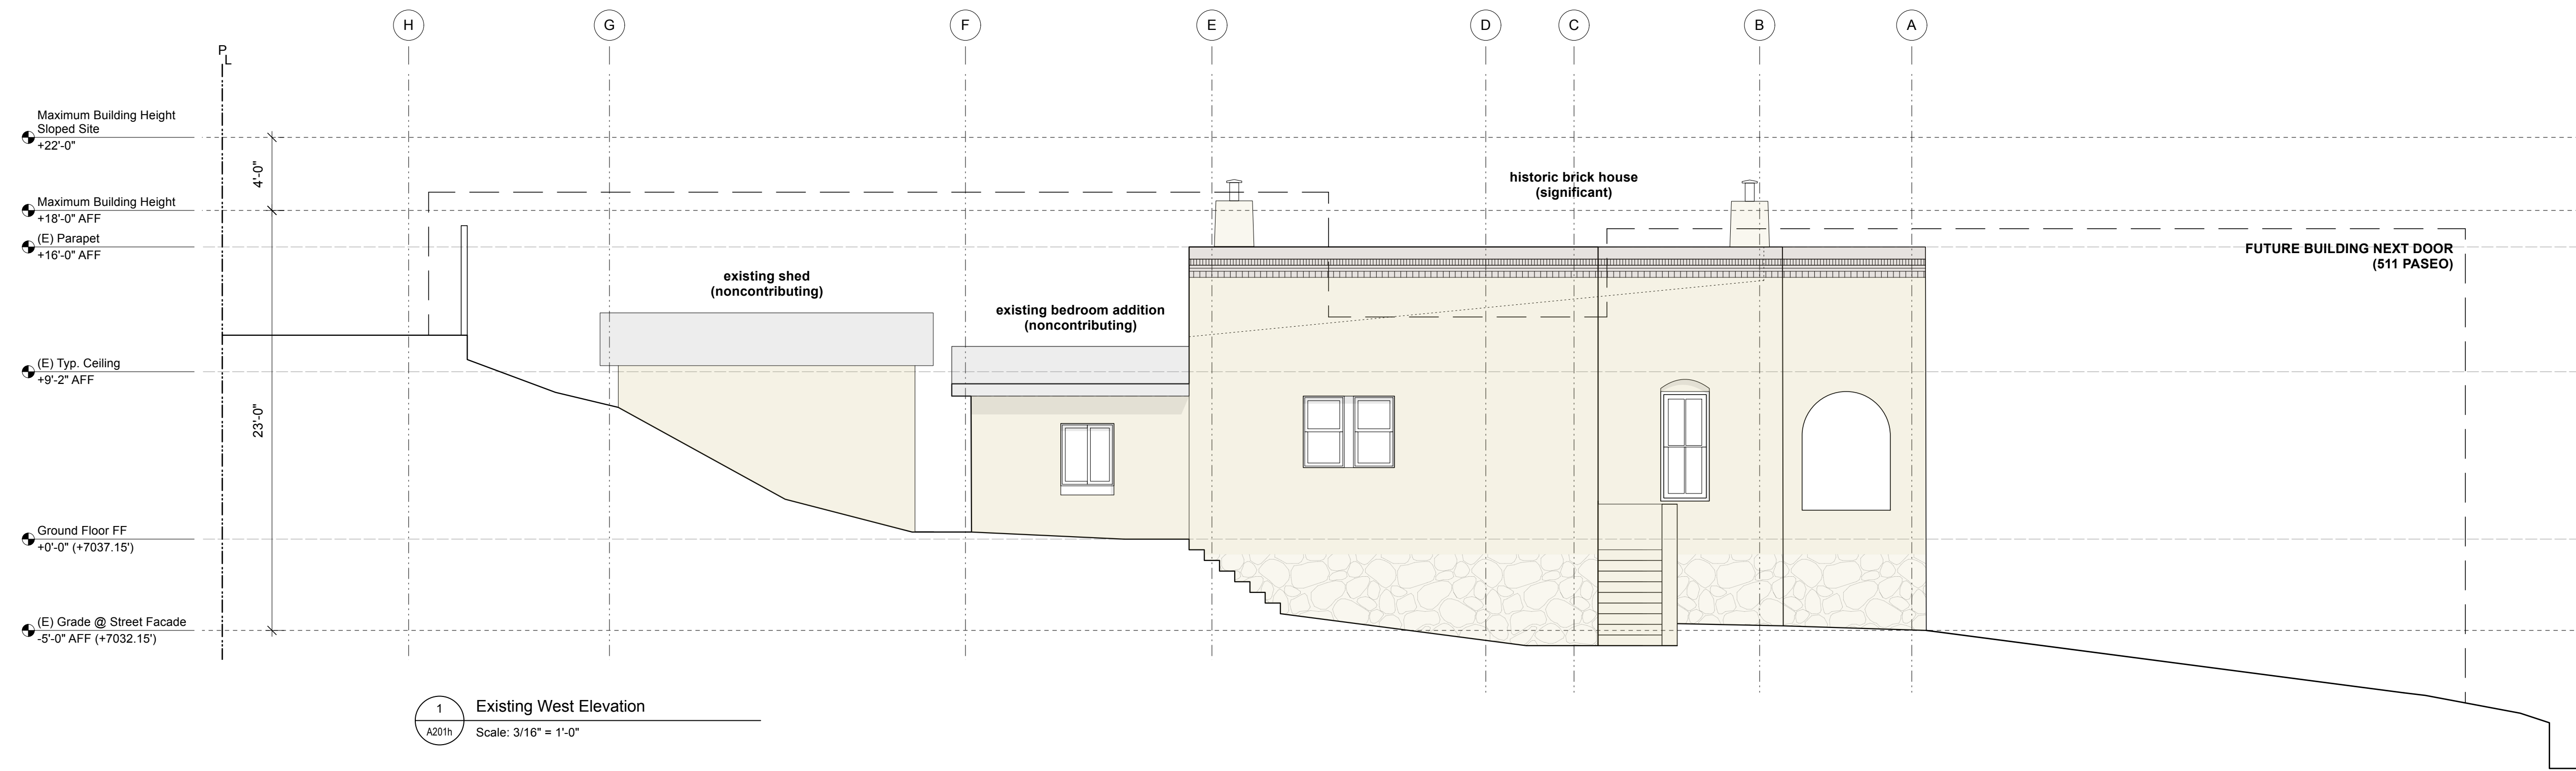 H
G
F
E
D
C
B
A
P
L
Maximum Building Height
Sloped Site
+22'-0"
4'-0"
Maximum Building Height
+18'-0" AFF
(E) Parapet
+16'-0" AFF
historic brick house
(significant)
FUTURE BUILDING NEXT DOOR
(511 PASEO)
existing shed
(noncontributing)
existing bedroom addition
(noncontributing)
(E) Typ. Ceiling
+9'-2" AFF
23'-0"
Ground Floor FF
+0'-0" (+7037.15')
(E) Grade @ Street Facade
-5'-0" AFF (+7032.15')
1
A201h
Existing West Elevation
Scale: 3/16" = 1'-0"